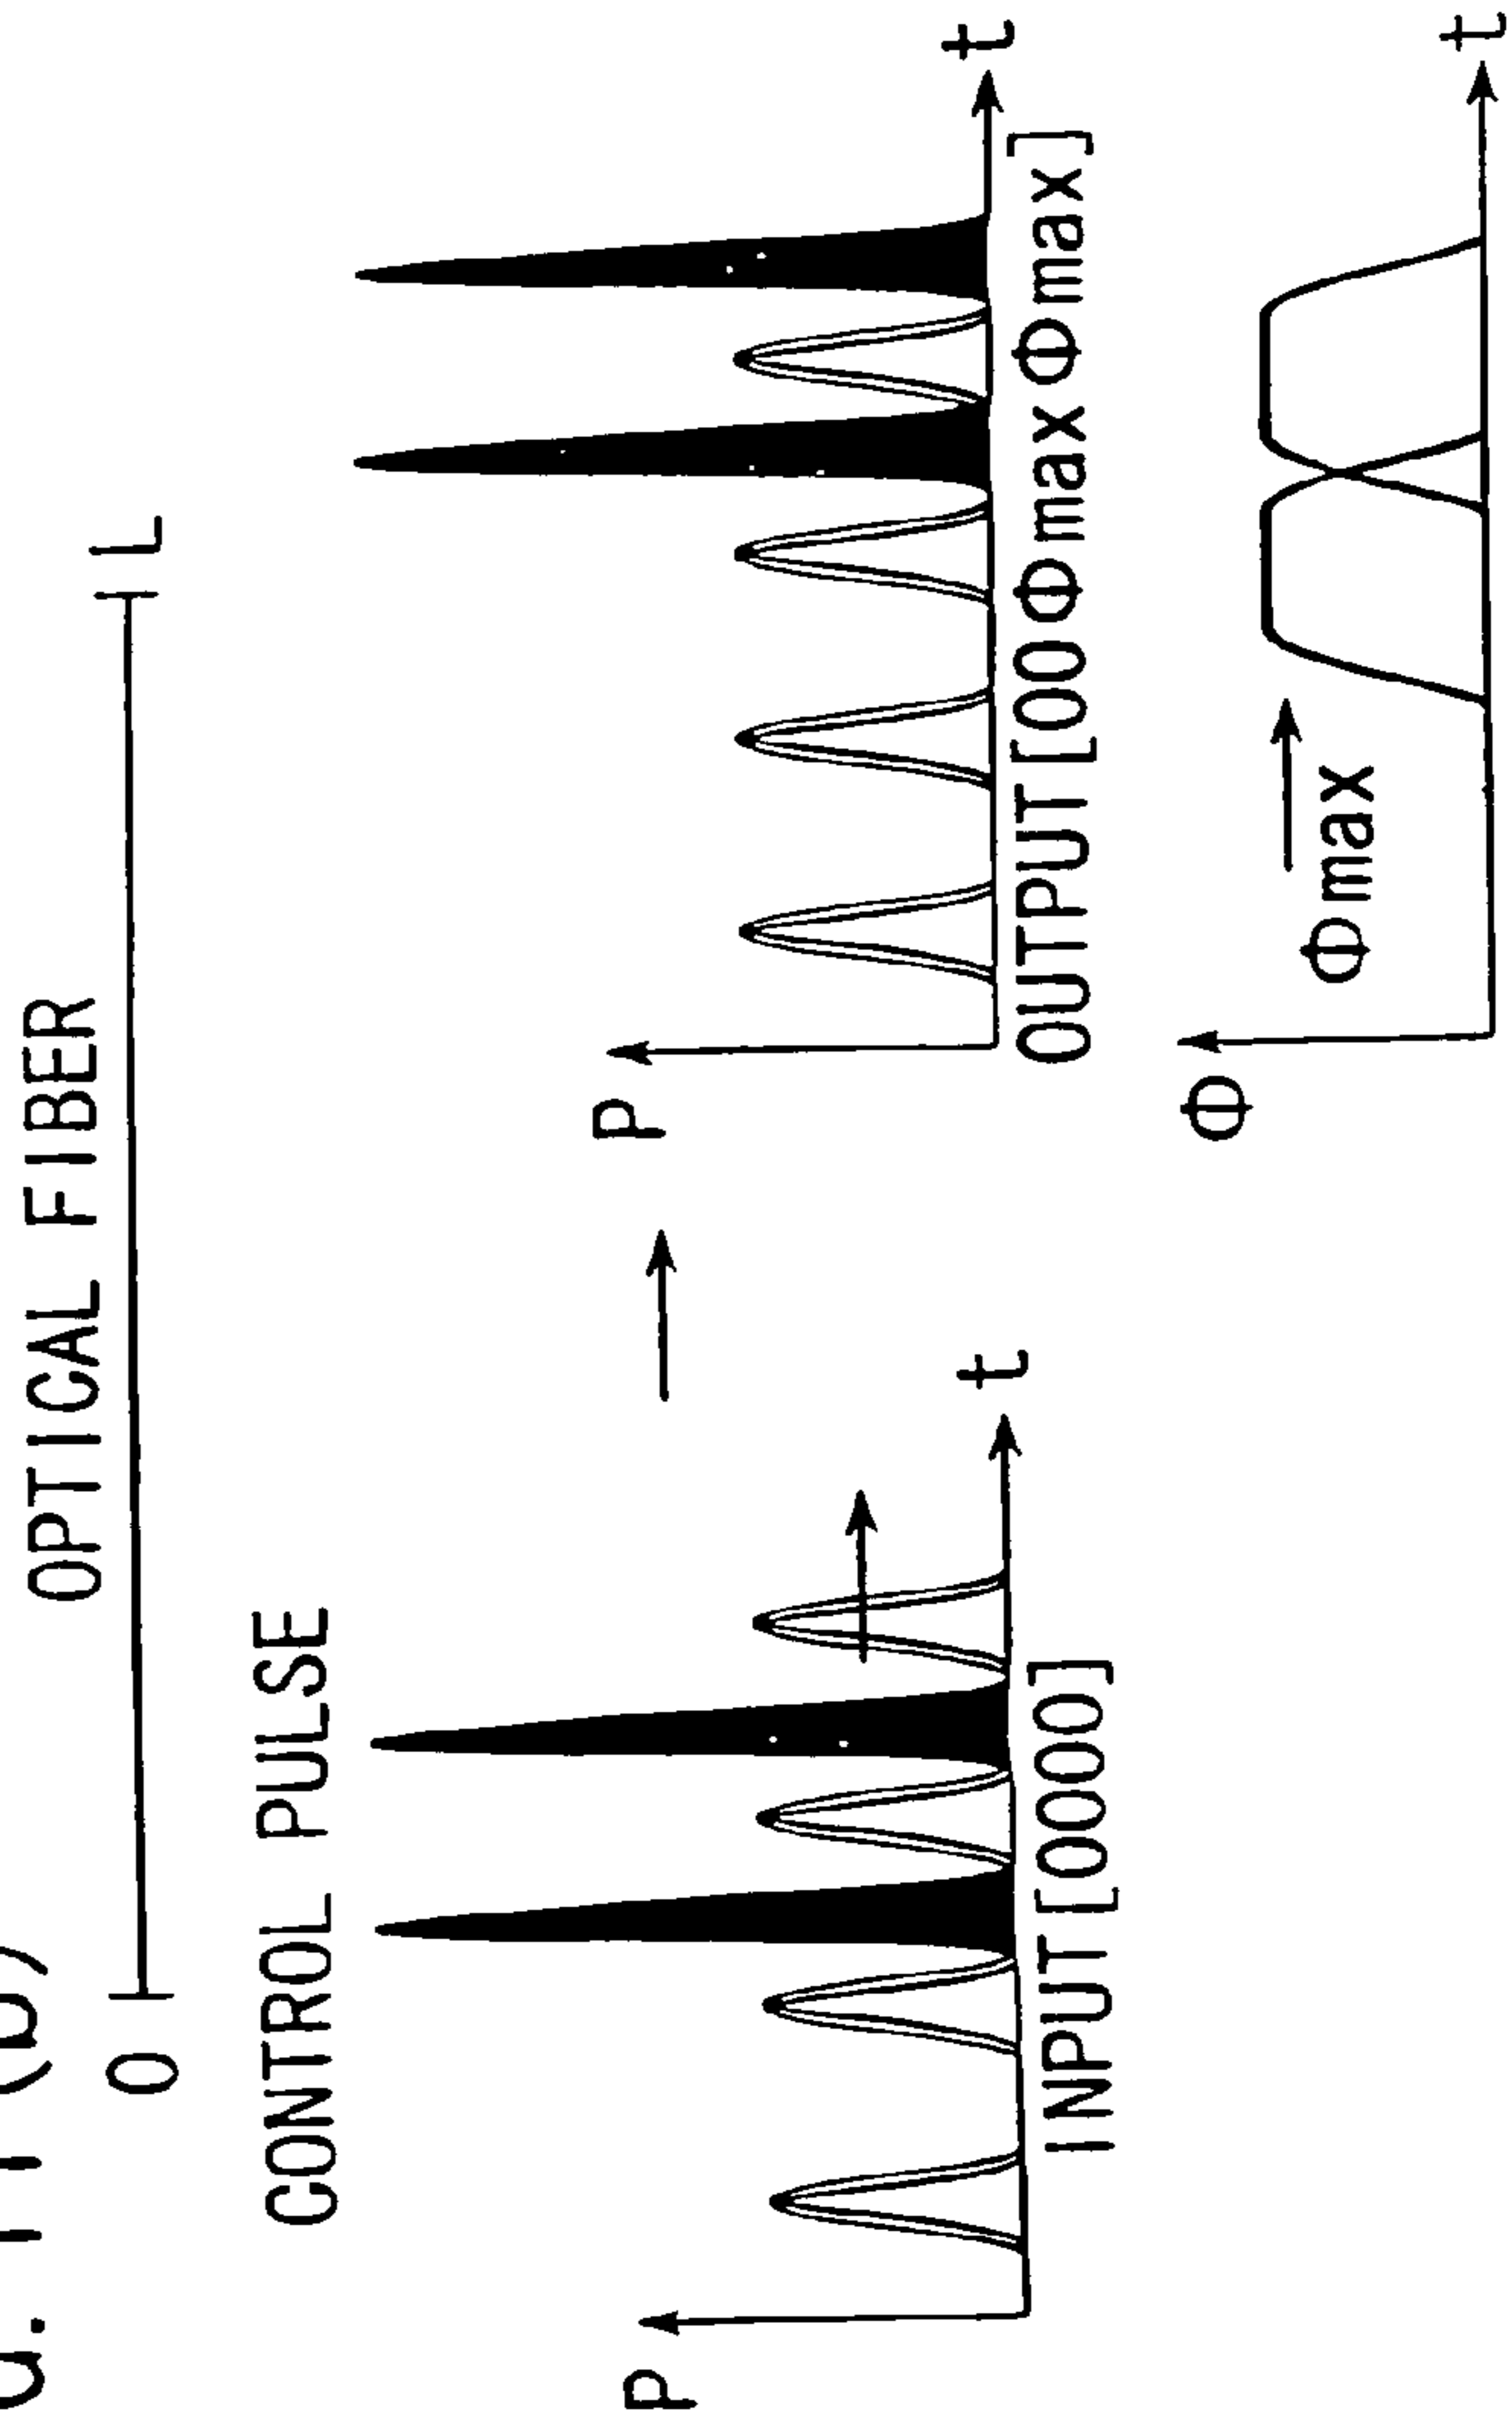 OPTICAL FIBER
0 L
CONTROL PULSE
P
t
INPUT [0000]
P
t
OUTPUT [00ΦmaxΦmax]
Φ
Φmax
t